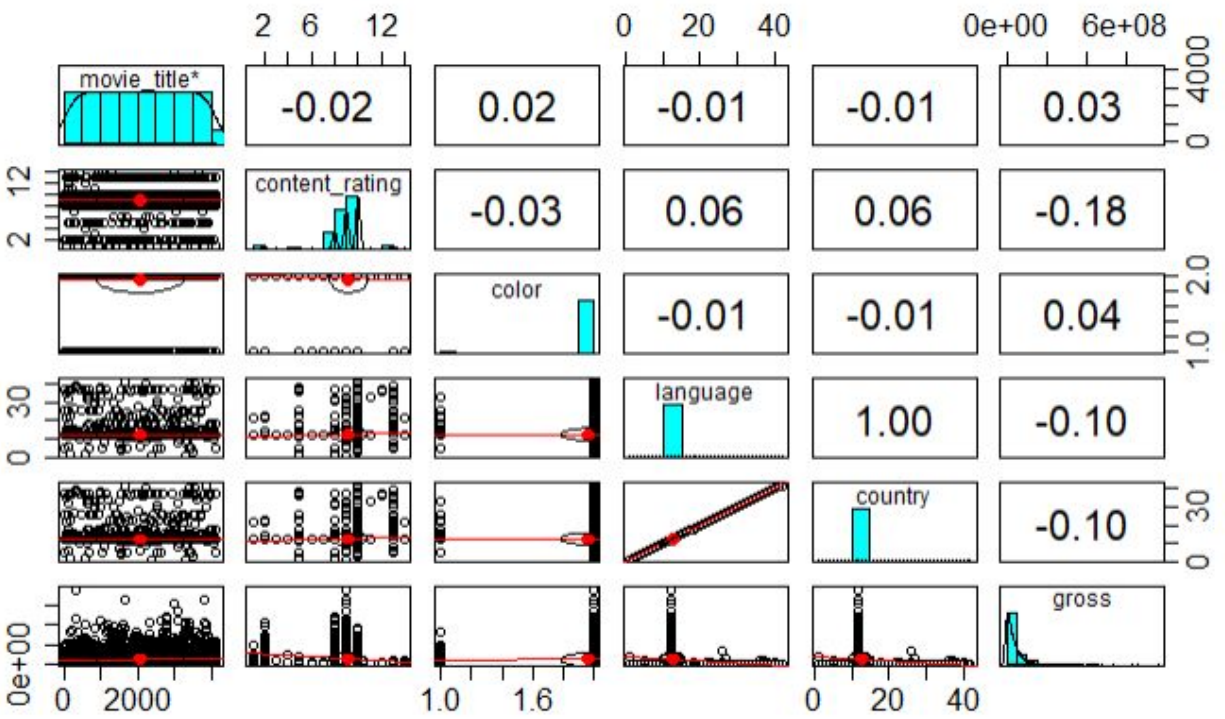 2 6 12 0 20 40 0e+00 6e+08
movie_title* -0.02 0.02 -0.01 -0.01 0.03 0 4000
2 12 content_rating -0.03 0.06 0.06 -0.18
color -0.01 -0.01 0.04 1.0 2.0
0 30 language 1.00 -0.10
country -0.10 0 30
0e+00 gross
0 2000 1.0 1.6 0 20 40